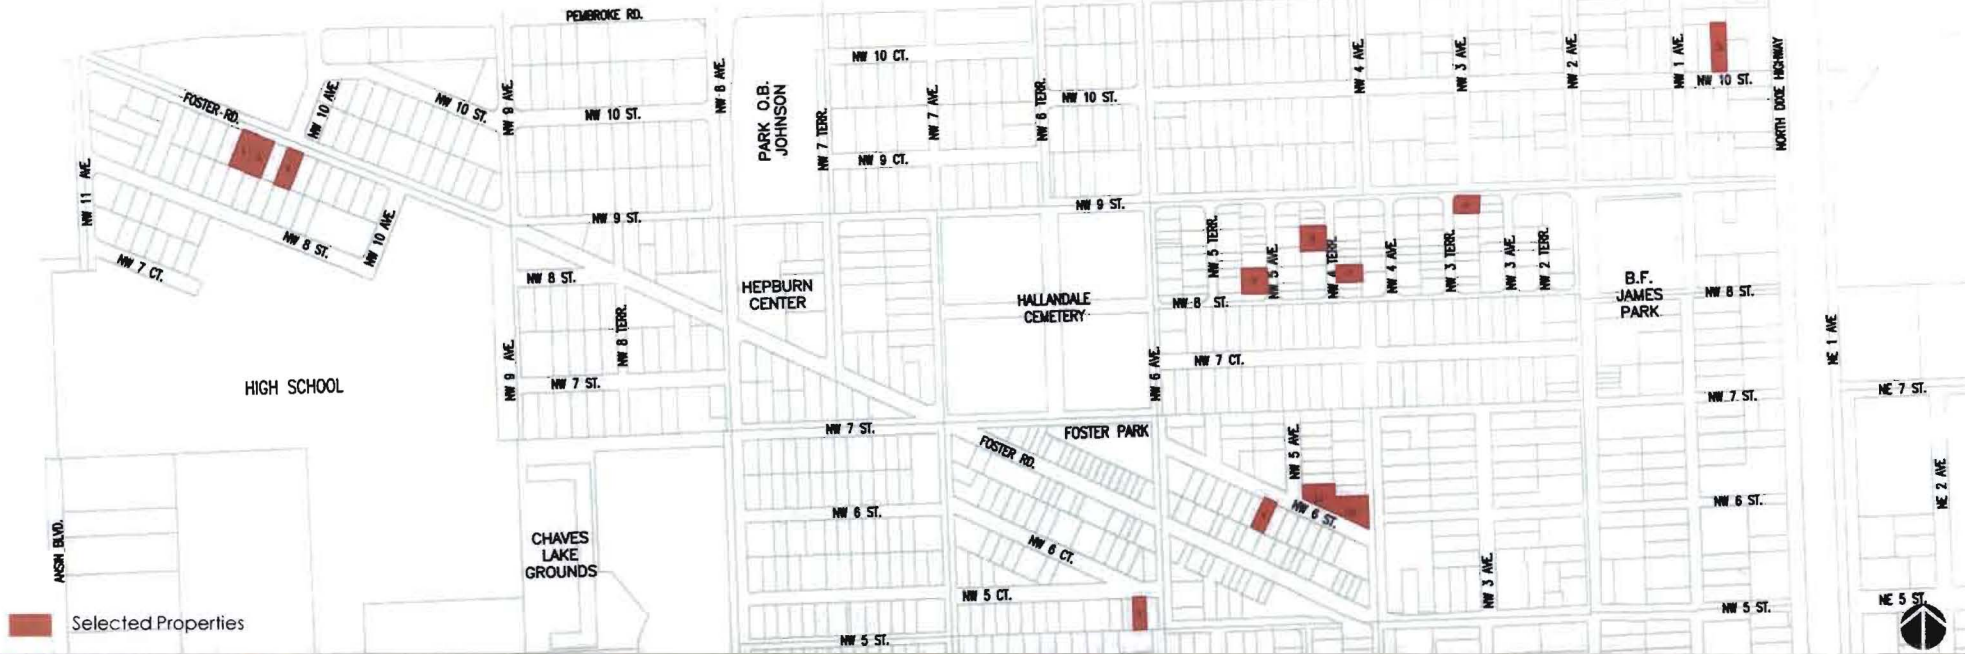 PEMBROKE RD.
NW 10 CT.
NW 10 ST.
NW 10 ST.
NW 10 ST.
NW 10 ST.
NW 10 AVE.
NW 9 AVE.
NW 8 AVE.
PARK O.B.
JOHNSON
NW 7 TERR.
NW 7 AVE.
NW 6 TERR.
NW 4 AVE.
NW 3 AVE.
NW 2 AVE.
NW 1 AVE.
NORTH DIXIE HIGHWAY
FOSTER RD.
NW 9 CT.
NW 11 AVE.
NW 10 AVE.
NW 9 ST.
NW 9 ST.
NW 8 ST.
NW 7 CT.
NW 8 ST.
NW 8 TERR.
HEPBURN
CENTER
HALLANDALE
CEMETERY
NW 5 TERR.
NW 5 AVE.
NW 4 TERR.
NW 4 AVE.
NW 3 TERR.
NW 3 AVE.
NW 2 TERR.
NW 8 ST.
B.F.
JAMES
PARK
NW 8 ST.
NE 1 AVE
HIGH SCHOOL
NW 9 AVE.
NW 7 ST.
NW 6 AVE.
NW 7 CT.
NW 7 ST.
NE 7 ST.
NW 7 ST.
FOSTER PARK
FOSTER RD.
NW 5 AVE.
NW 6 ST.
NW 6 ST.
NW 6 ST.
NE 2 AVE.
ANSIN BLVD.
CHAVES
LAKE
GROUNDS
NW 6 CT.
NW 3 AVE.
NW 5 CT.
NW 5 ST.
NW 5 ST.
NE 5 ST.
Selected Properties